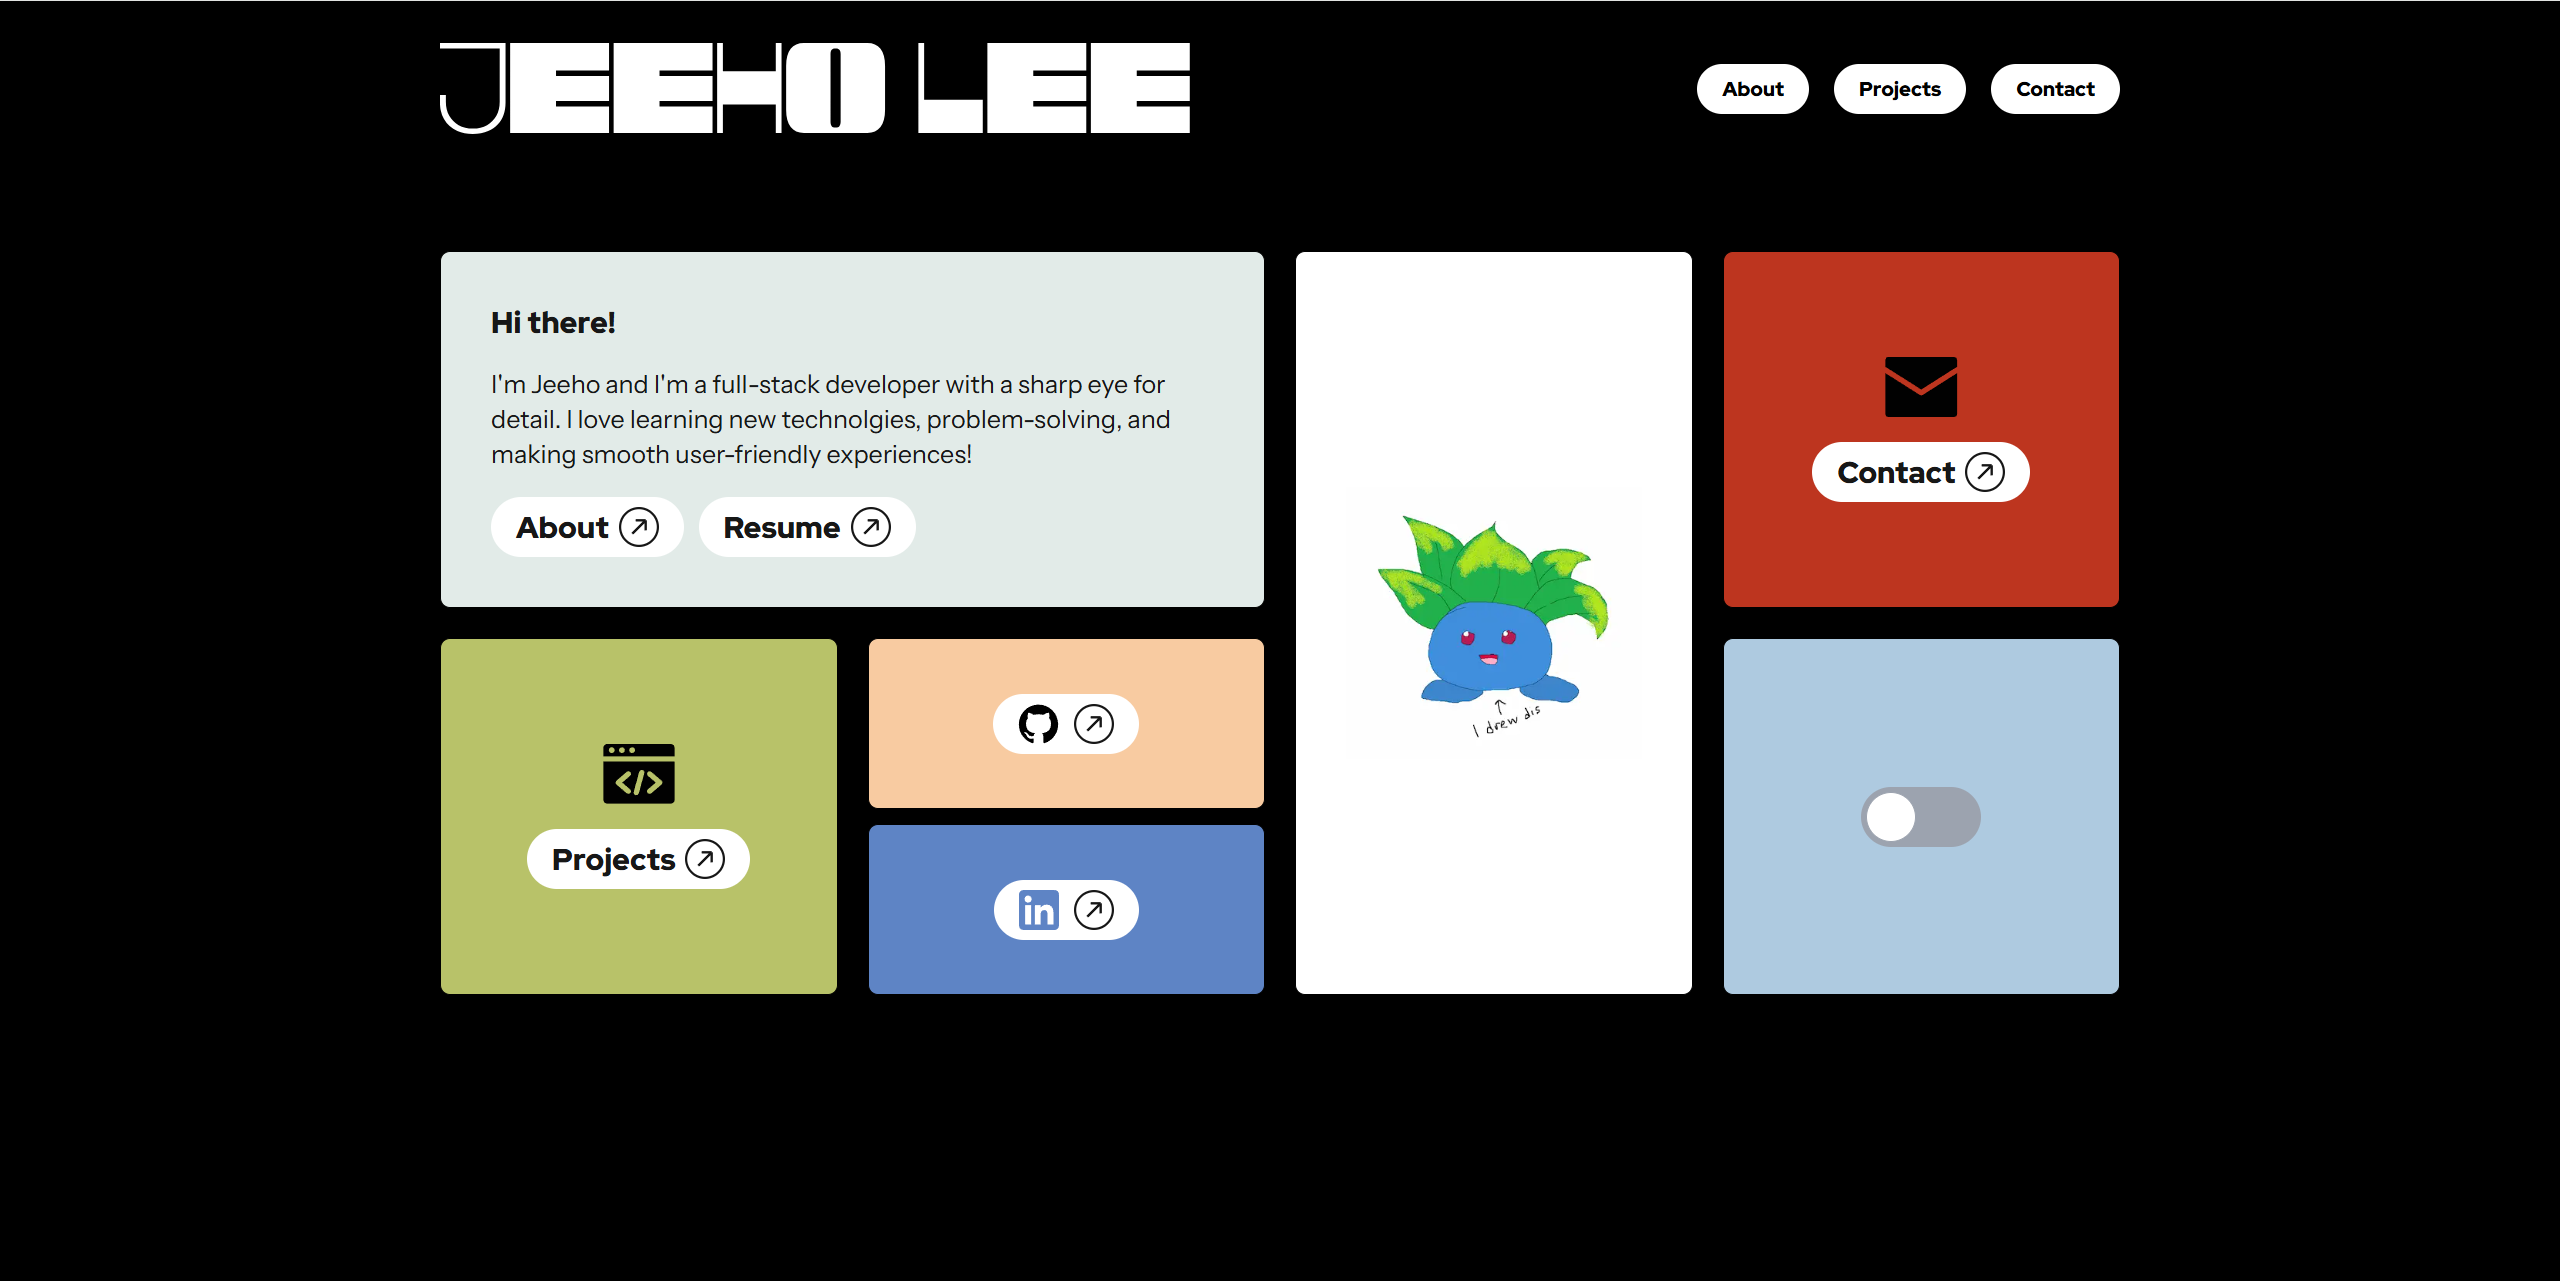 JEEHO LEE
About
Projects
Contact
Hi there!
I'm Jeeho and I'm a full-stack developer with a sharp eye for
detail. I love learning new technolgies, problem-solving, and
making smooth user-friendly experiences!
About
Resume
I drew dis
Contact
Projects
in